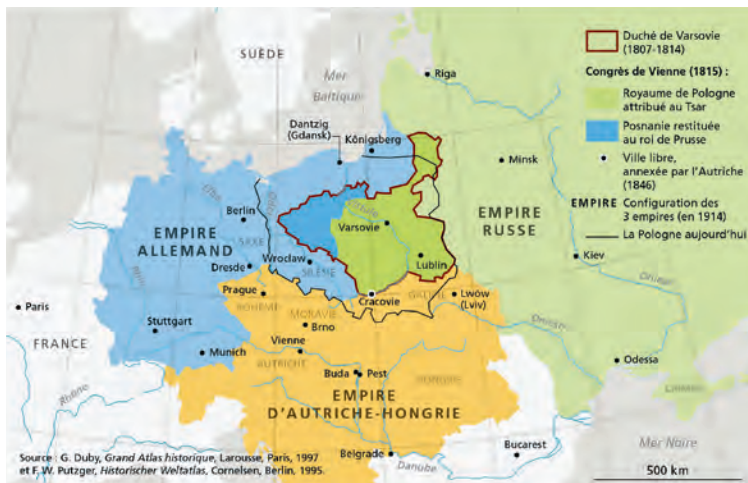 SUÈDE
Mer
Baltique
Riga
Dantzig
(Gdansk)
Königsberg
Minsk
Elbe
Oder
Vistule
Berlin
EMPIRE
ALLEMAND
SAXE
Varsovie
EMPIRE
RUSSE
Wroclaw
SILÉSIE
Lublin
Dresde
Kiev
Rhin
Prague
Cracovie
GALICIE
Lwów
(Lviv)
Paris
BOHÊME
MORAVIE
Brno
Stuttgart
Vienne
FRANCE
Munich
AUTRICHE
Buda
Pest
HONGRIE
Odessa
Rhône
EMPIRE
D'AUTRICHE-HONGRIE
Belgrade
Danube
Bucarest
Mer Noire
Duché de Varsovie
(1807-1814)
Congrès de Vienne (1815) :
Royaume de Pologne
attribué au Tsar
Posnanie restituée
au roi de Prusse
Ville libre,
annexée par l'Autriche
(1846)
EMPIRE Configuration des
3 empires (en 1914)
La Pologne aujourd'hui
Source : G. Duby, Grand Atlas historique, Larousse, Paris, 1997
et F. W. Putzger, Historischer Weltatlas, Cornelsen, Berlin, 1995.
500 km